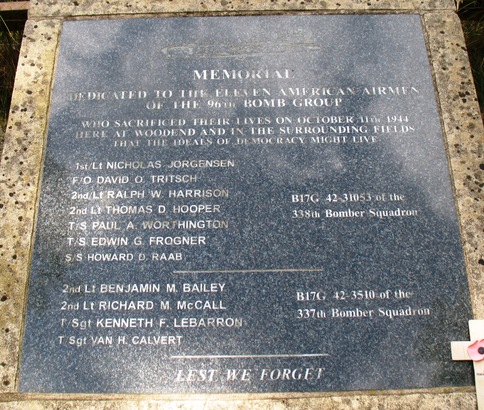 MEMORIAL
DEDICATED TO THE ELEVEN AMERICAN AIRMEN
OF THE 96TH BOMB GROUP
WHO SACRIFICED THEIR LIVES ON OCTOBER 11TH 1944
HERE AT WOODEND AND IN THE SURROUNDING FIELDS
THAT THE IDEALS OF DEMOCRACY MIGHT LIVE
1st/Lt NICHOLAS JORGENSEN
F/O DAVID O. TRITSCH
2nd/Lt RALPH W. HARRISON
2nd Lt THOMAS D. HOOPER
T/S PAUL A. WORTHINGTON
T/S EDWIN G. FROGNER
S/S HOWARD D. RAAB
B17G 42-31053 of the
338th Bomber Squadron
2nd Lt BENJAMIN M. BAILEY
2nd Lt RICHARD M. McCALL
T Sgt KENNETH F. LEBARRON
T Sgt VAN H. CALVERT
B17G 42-3510 of the
337th Bomber Squadron
LEST WE FORGET